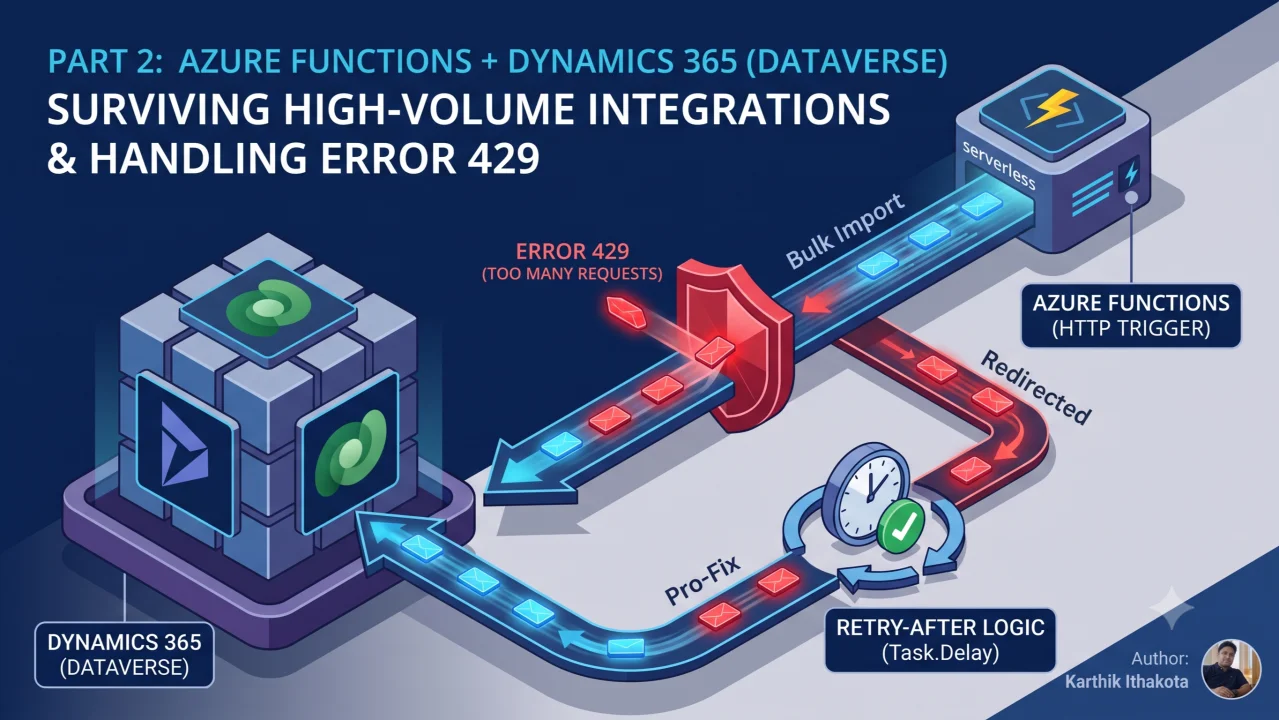 PART 2: AZURE FUNCTIONS + DYNAMICS 365 (DATAVERSE)
SURVIVING HIGH-VOLUME INTEGRATIONS
& HANDLING ERROR 429
serverless
Bulk Import
ERROR 429
(TOO MANY REQUESTS)
AZURE FUNCTIONS
(HTTP TRIGGER)
Redirected
Pro-Fix
RETRY-AFTER LOGIC
(Task.Delay)
DYNAMICS 365
(DATAVERSE)
Author:
Karthik Ithakota